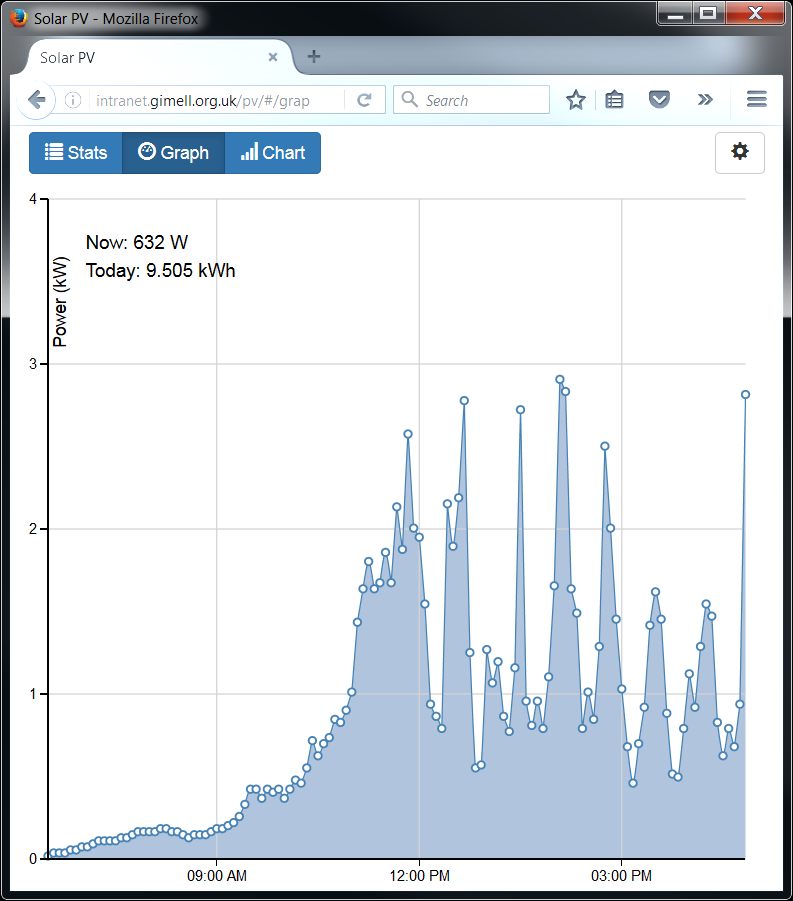 Solar PV - Mozilla Firefox
Solar PV
intranet.gimell.org.uk/pv/#/grap
Search
Stats
Graph
Chart
4
Now: 632 W
Today: 9.505 kWh
Power (kW)
3
2
1
0
09:00 AM
12:00 PM
03:00 PM